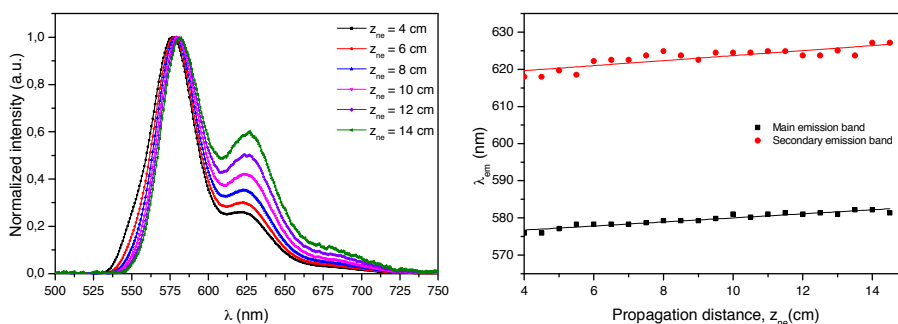 1,0
0,8
0,6
0,4
0,2
0,0
Normalized intensity (a.u.)
z_ne = 4 cm
z_ne = 6 cm
z_ne = 8 cm
z_ne = 10 cm
z_ne = 12 cm
z_ne = 14 cm
500 525 550 575 600 625 650 675 700 725 750
λ (nm)
630
620
610
590
580
570
λ_em (nm)
Main emission band
Secondary emission band
4 6 8 10 12 14
Propagation distance, z_ne(cm)